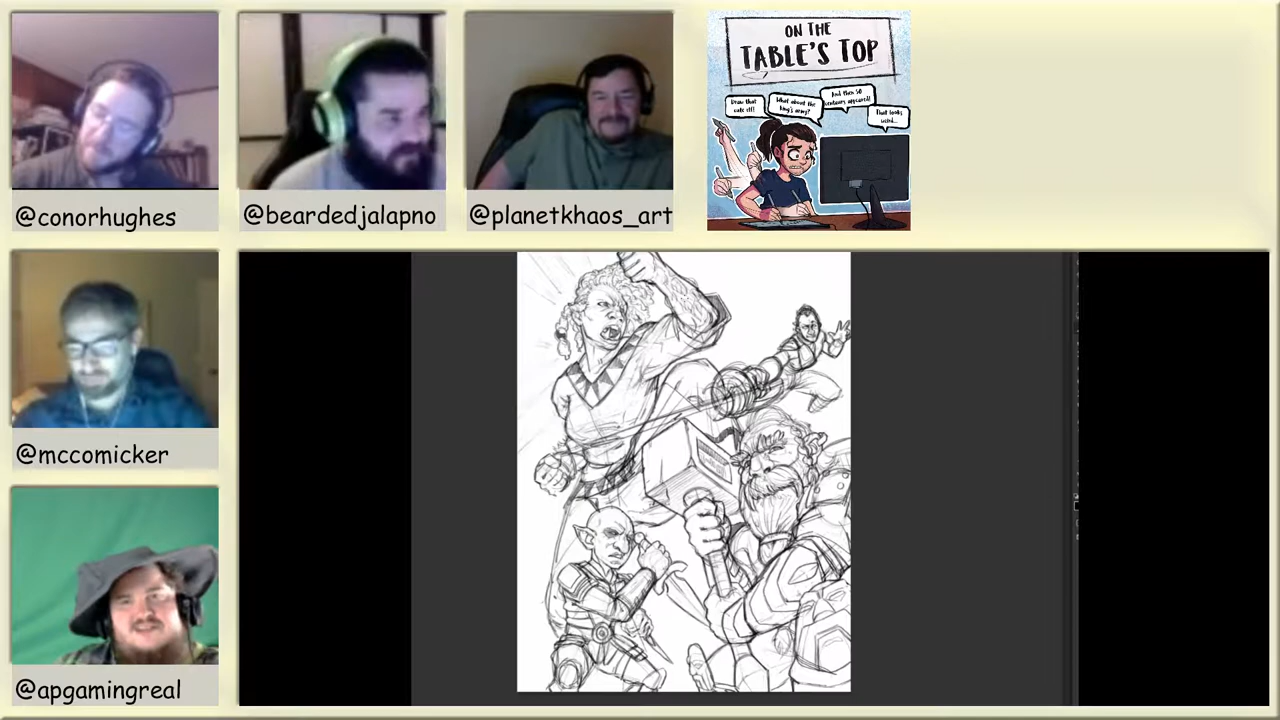 ON THE
TABLE'S TOP
Draw that
cute elf!
What about the
king's army?
And then 50
centaurs appeared!
That looks
weird...
@conorhughes
@beardedjalapno
@planetkhaos_art
@mccomicker
@apgamingreal